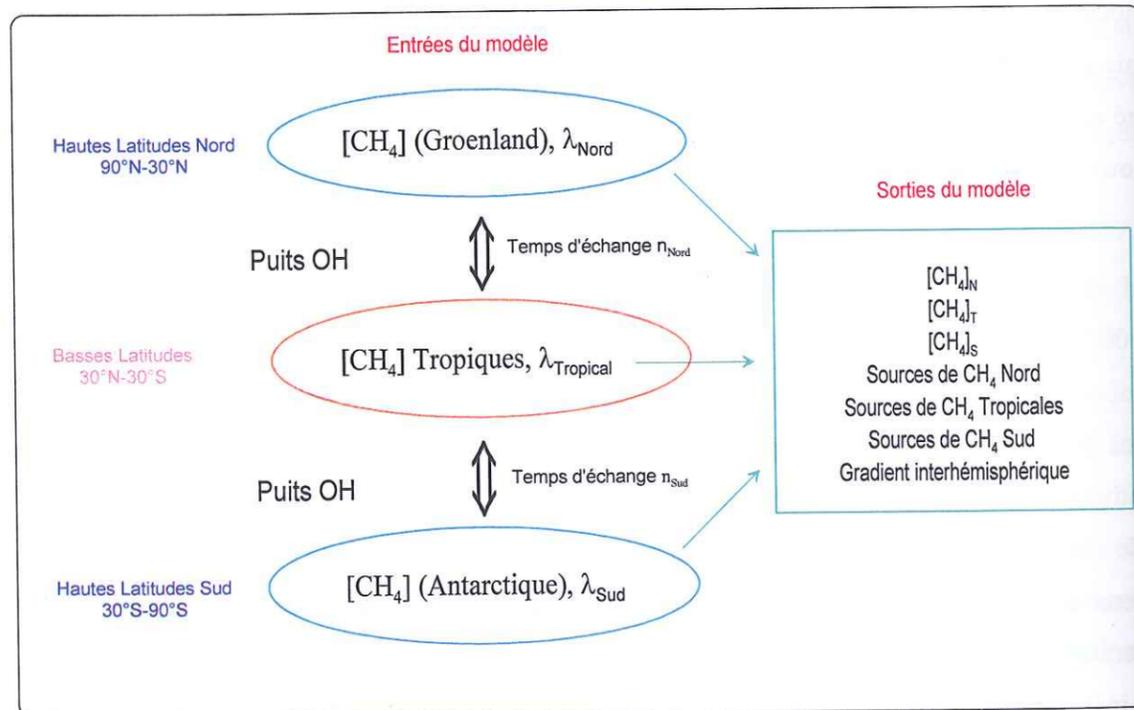 Entrées du modèle
Hautes Latitudes Nord
90°N-30°N
[CH₄] (Groenland), λNord
Puits OH
Temps d'échange nNord
Basses Latitudes
30°N-30°S
[CH₄] Tropiques, λTropical
Puits OH
Temps d'échange nSud
Hautes Latitudes Sud
30°S-90°S
[CH₄] (Antarctique), λSud
Sorties du modèle
[CH₄]N
[CH₄]T
[CH₄]S
Sources de CH₄ Nord
Sources de CH₄ Tropicales
Sources de CH₄ Sud
Gradient interhémisphérique